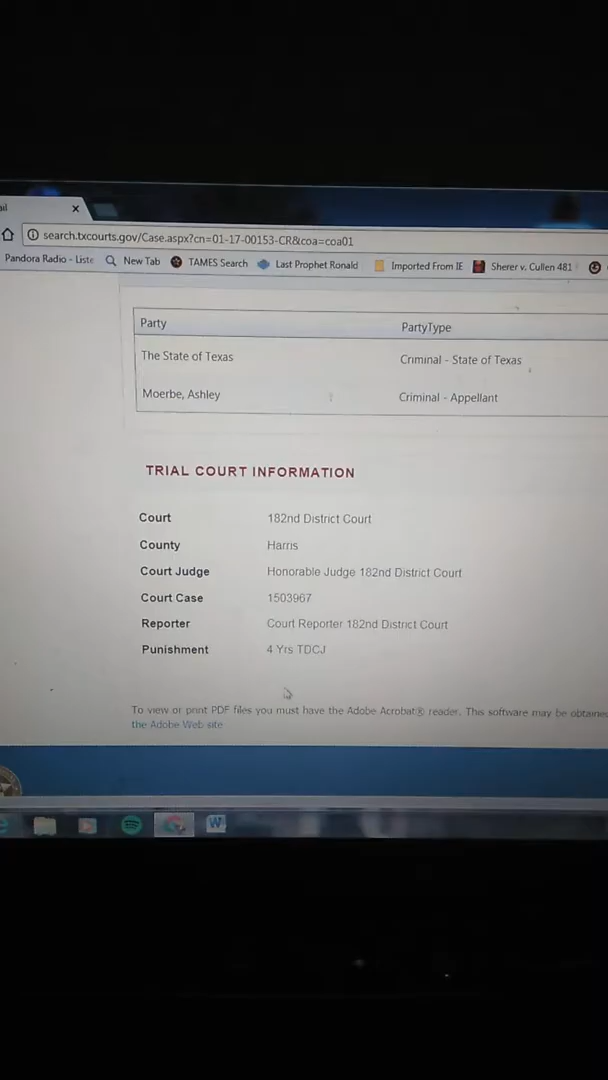 ail
search.txcourts.gov/Case.aspx?cn=01-17-00153-CR&coa=coa01
Pandora Radio - Liste New Tab TAMES Search Last Prophet Ronald Imported From IE Sherer v. Cullen 481
Party PartyType
The State of Texas Criminal - State of Texas
Moerbe, Ashley Criminal - Appellant
TRIAL COURT INFORMATION
Court 182nd District Court
County Harris
Court Judge Honorable Judge 182nd District Court
Court Case 1503967
Reporter Court Reporter 182nd District Court
Punishment 4 Yrs TDCJ
To view or print PDF files you must have the Adobe Acrobat® reader. This software may be obtained
the Adobe Web site
W